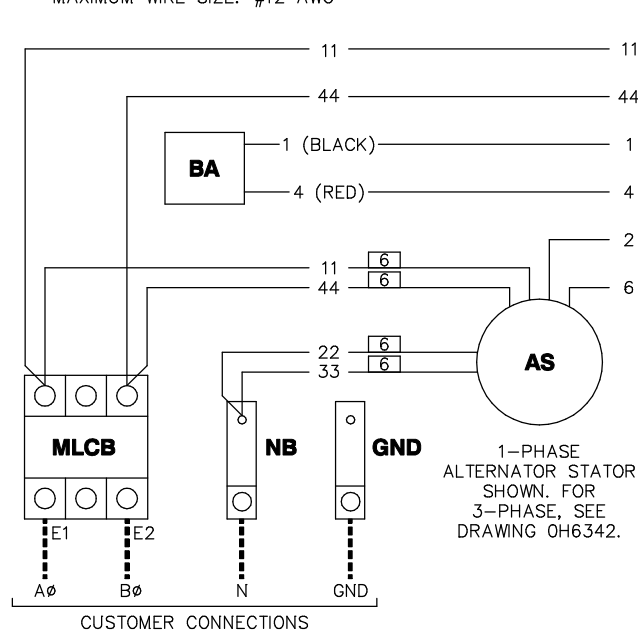 MAXIMUM WIRE SIZE: #12 AWG
11 11
44 44
BA
1 (BLACK) 1
4 (RED) 4
2
6
11
6
44 6
22 6
33 6
AS
MLCB
NB
GND
1-PHASE
ALTERNATOR STATOR
SHOWN. FOR
3-PHASE, SEE
DRAWING 0H6342.
E1 E2
AØ BØ N GND
CUSTOMER CONNECTIONS